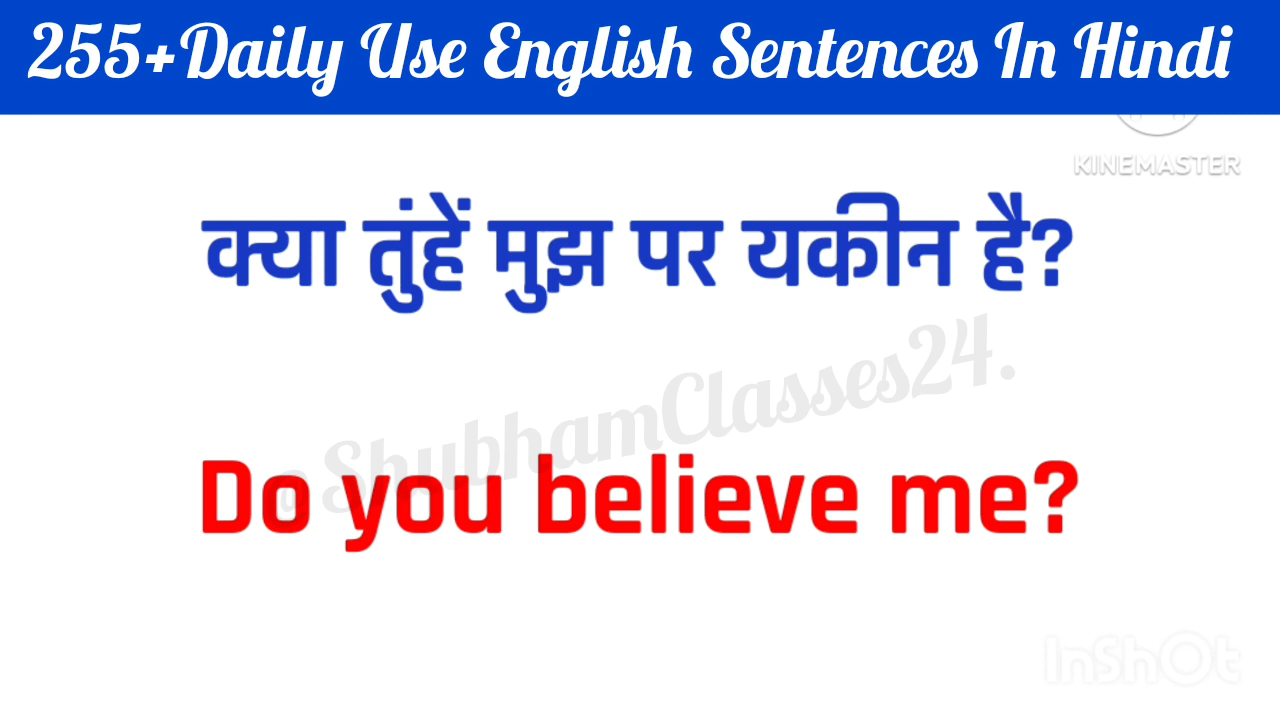 255+Daily Use English Sentences In Hindi
KINEMASTER
क्या तुंहें मुझ पर यकीन है?
@ShubhamClasses24.
Do you believe me?
InShOt